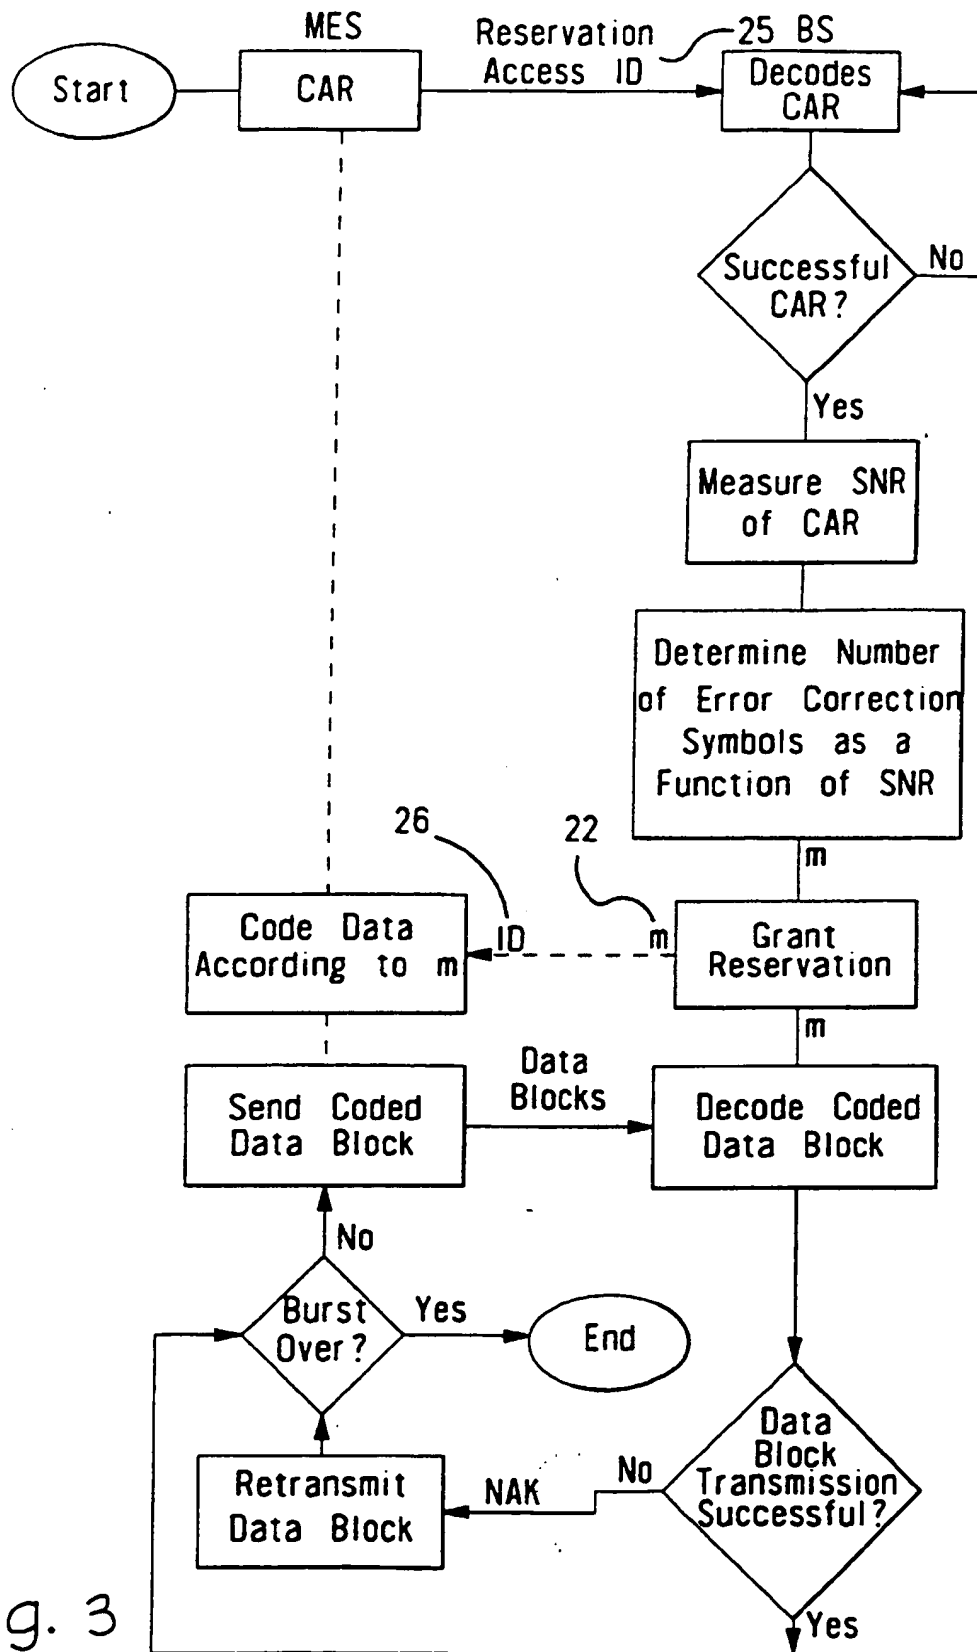 MES
Reservation
Access ID
25 BS
Start
CAR
Decodes
CAR
Successful
CAR?
No
Yes
Measure SNR
of CAR
Determine Number
of Error Correction
Symbols as a
Function of SNR
m
26
22
Code Data
According to m
ID
m
Grant
Reservation
m
Send Coded
Data Block
Data
Blocks
Decode Coded
Data Block
No
Burst
Over?
Yes
End
Data
Block
Transmission
Successful?
No
NAK
Retransmit
Data Block
Yes
g. 3